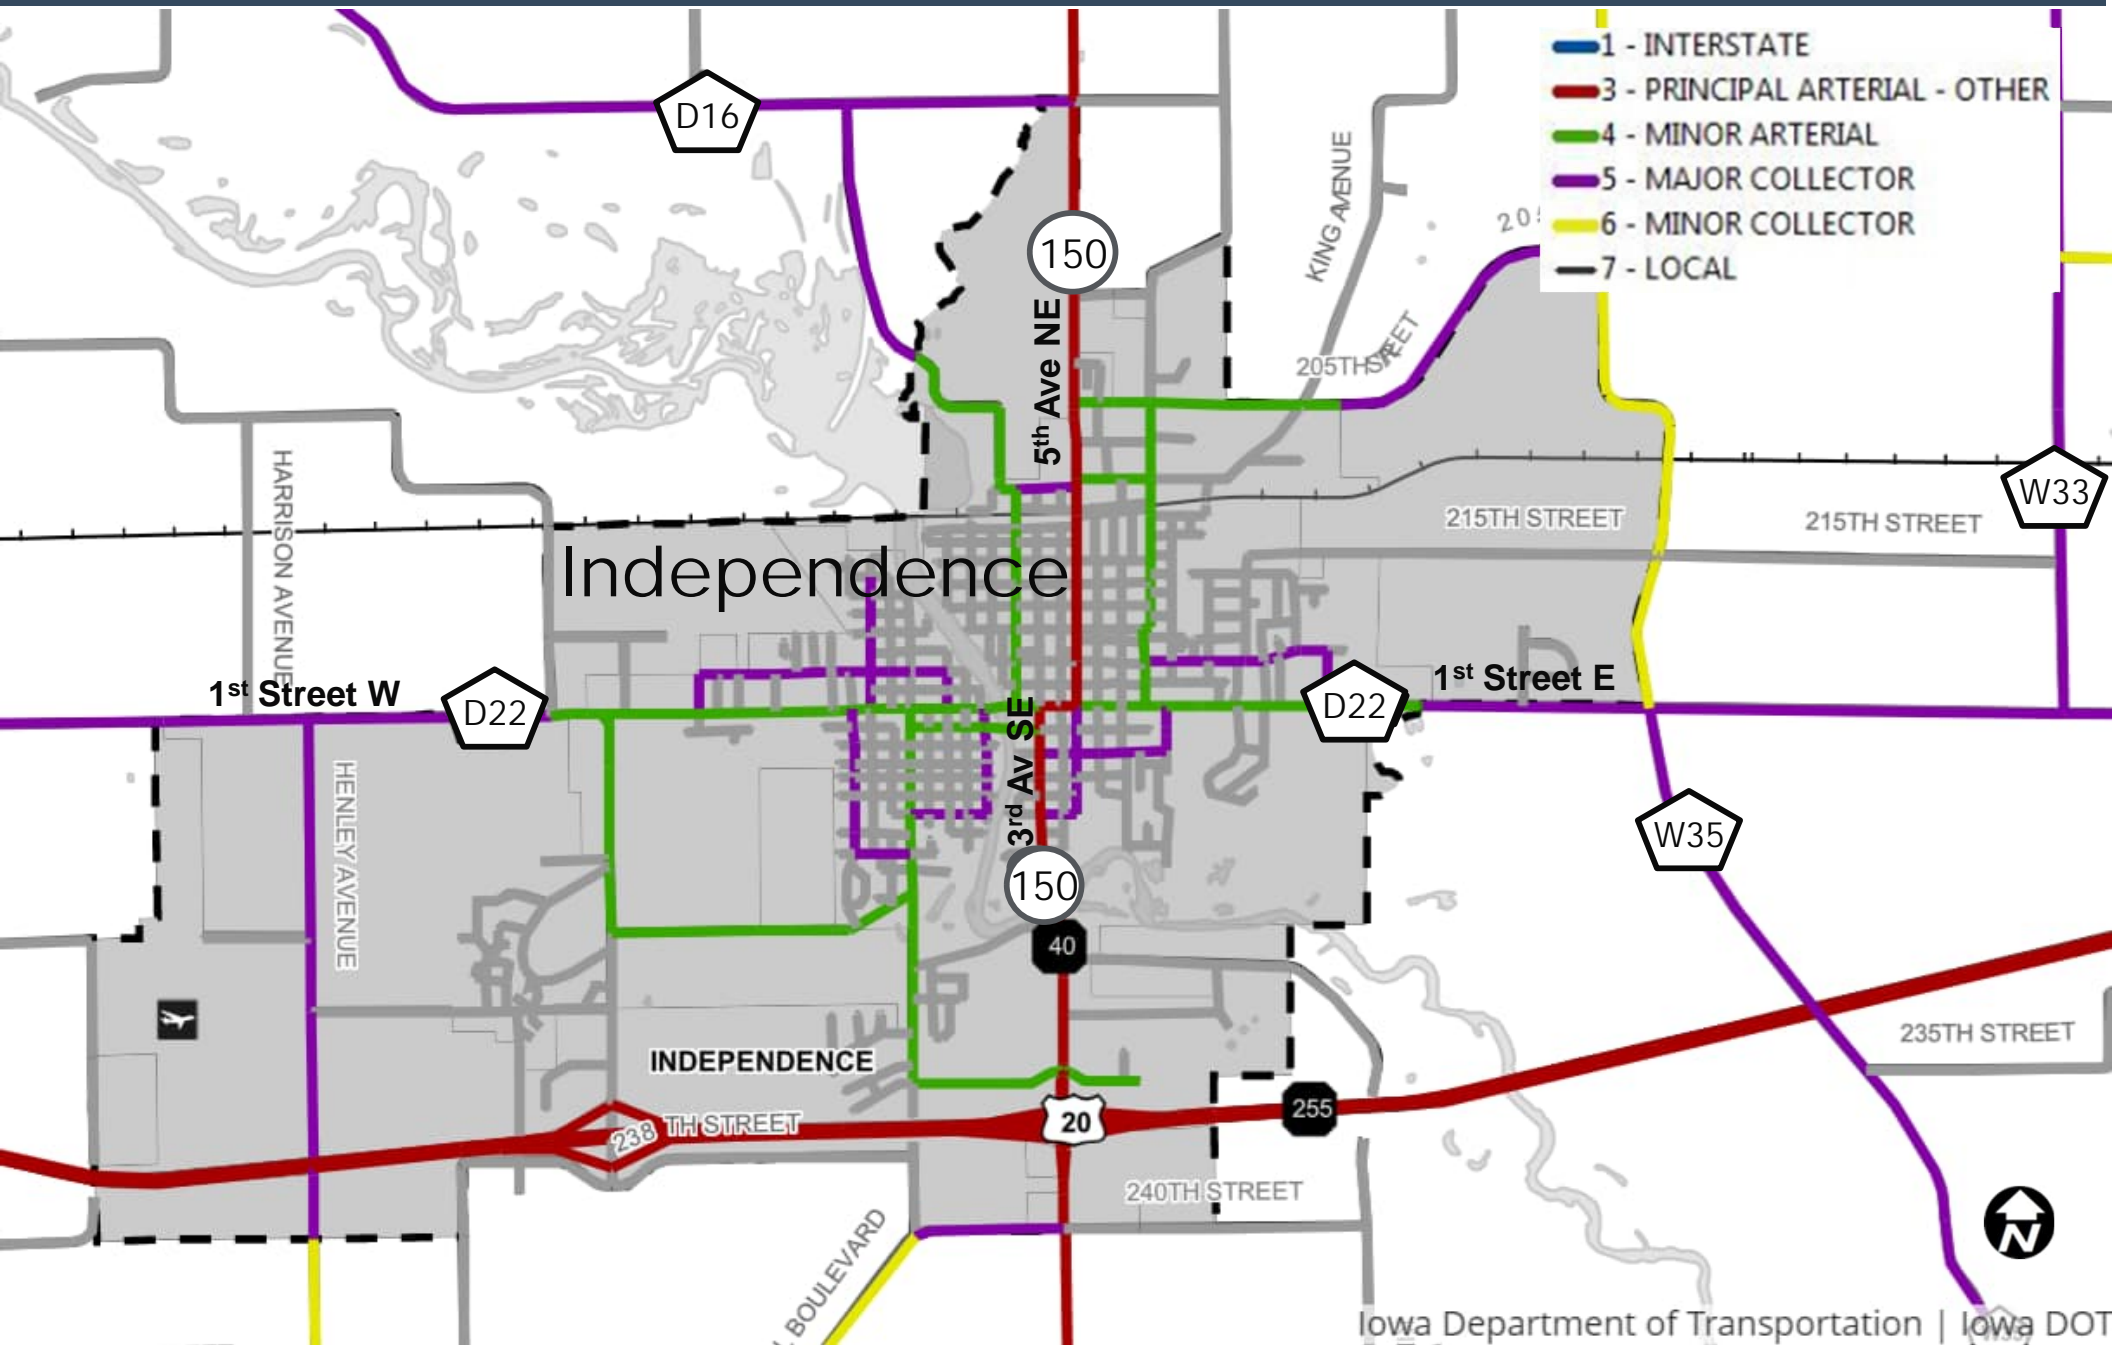 1 - INTERSTATE
3 - PRINCIPAL ARTERIAL - OTHER
4 - MINOR ARTERIAL
5 - MAJOR COLLECTOR
6 - MINOR COLLECTOR
7 - LOCAL
D16
KING AVENUE
150
5th Ave NE
205TH STREET
HARRISON AVENUE
W33
215TH STREET
215TH STREET
Independence
1st Street W
D22
D22
1st Street E
3rd Av SE
HENLEY AVENUE
W35
150
40
235TH STREET
INDEPENDENCE
238
TH STREET
20
255
240TH STREET
BOULEVARD
N
Iowa Department of Transportation | Iowa DOT